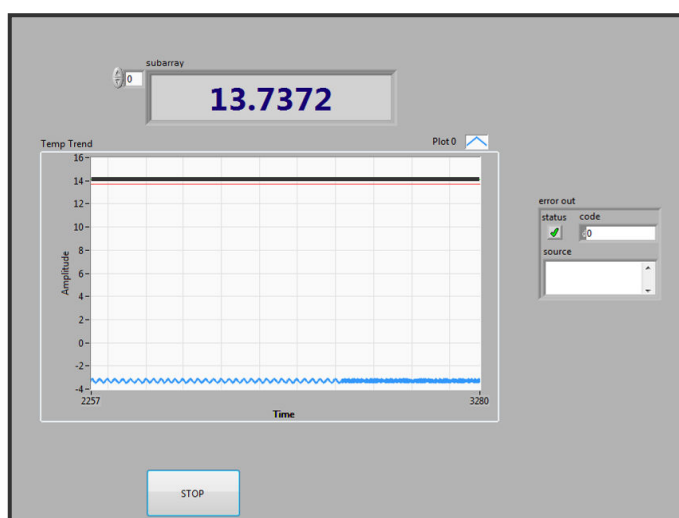 subarray
0
13.7372
Temp Trend
Plot 0
16
14
12
10
8
6
4
2
0
-2
-4
Amplitude
2257
3280
Time
error out
status
code
0
source
STOP